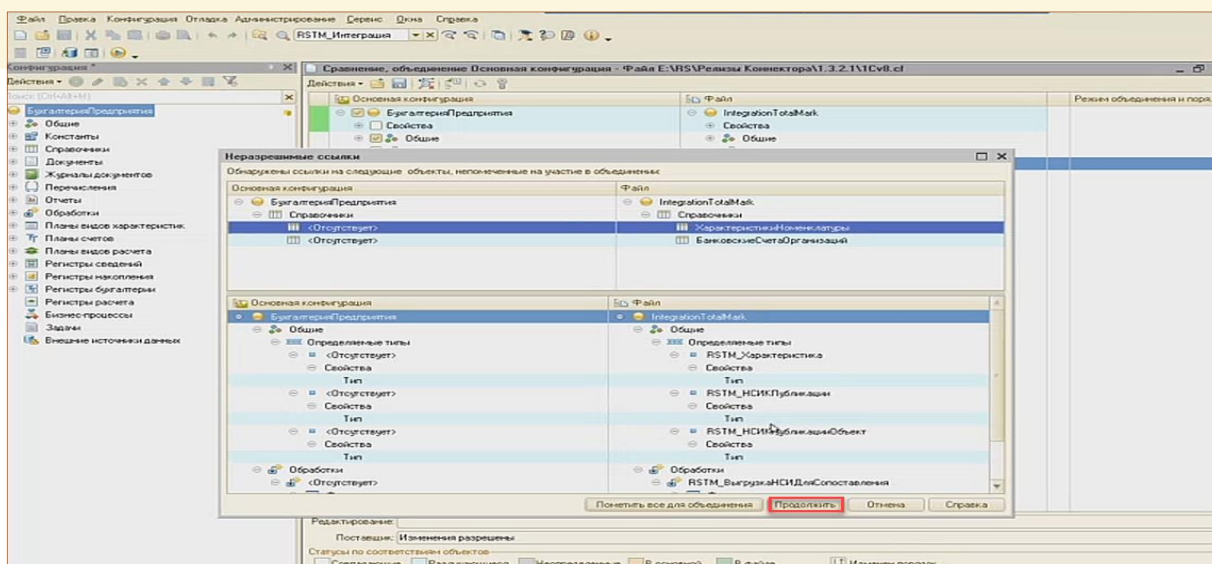 Файл Правка Конфигурация Отладка Администрирование Сервис Окна Справка
RSTM_Интеграция
Конфигурация *
Сравнение, объединение Основная конфигурация - Файл E:\RS\Релизы Коннектора\1.3.2.1\1Cv8.cf
Действия
Действия
Поиск (Ctrl+Alt+M)
Основная конфигурация Файл Режим объединения и поря
БухгалтерияПредприятия
БухгалтерияПредприятия IntegrationTotalMark
Общие
Свойства Свойства
Константы
Общие Общие
Справочники
Документы
Журналы документов
Перечисления
Отчеты
Обработки
Планы видов характеристик
Планы счетов
Планы видов расчета
Регистры сведений
Регистры накопления
Регистры бухгалтерии
Регистры расчета
Бизнес-процессы
Задачи
Внешние источники данных
Неразрешимые ссылки
Обнаружены ссылки на следующие объекты, непомеченные на участие в объединении:
Основная конфигурация Файл
БухгалтерияПредприятия IntegrationTotalMark
Справочники Справочники
<Отсутствует> ХарактеристикиНоменклатуры
<Отсутствует> БанковскиеСчетаОрганизаций
Основная конфигурация Файл
БухгалтерияПредприятия IntegrationTotalMark
Общие Общие
Определяемые типы Определяемые типы
<Отсутствует> RSTM_Характеристика
Свойства Свойства
Тип Тип
<Отсутствует> RSTM_НСИКПубликации
Свойства Свойства
Тип Тип
<Отсутствует> RSTM_НСИКПубликацииОбъект
Свойства Свойства
Тип Тип
Обработки Обработки
<Отсутствует> RSTM_ВыгрузкаНСИДляСопоставления
Пометить все для объединения Продолжить Отмена Справка
Редактирование:
Поставщик: Изменения разрешены
Статусы по соответствиям объектов